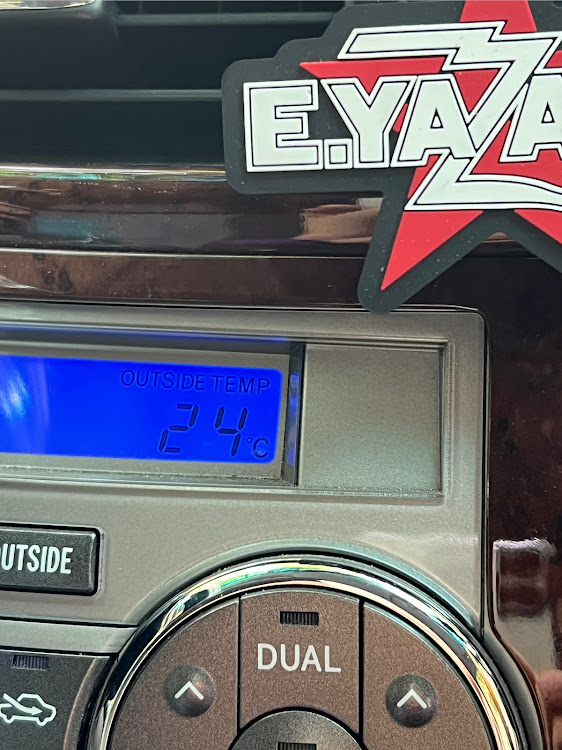 E.YAZA
OUTSIDE TEMP
24°C
OUTSIDE
DUAL